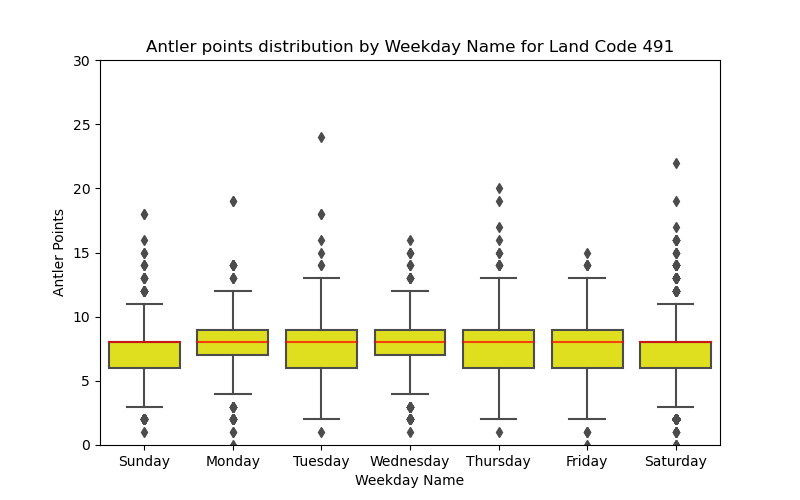 Antler points distribution by Weekday Name for Land Code 491
30
25
20
15
10
5
0
Antler Points
Sunday Monday Tuesday Wednesday Thursday Friday Saturday
Weekday Name